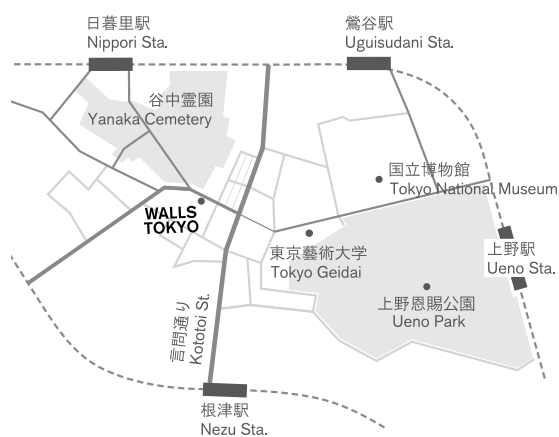 日暮里駅
Nippori Sta.
鶯谷駅
Uguisudani Sta.
谷中霊園
Yanaka Cemetery
国立博物館
Tokyo National Museum
WALLS
TOKYO
東京藝術大学
Tokyo Geidai
上野駅
Ueno Sta.
上野恩賜公園
Ueno Park
言問通り
Kototoi St.
根津駅
Nezu Sta.